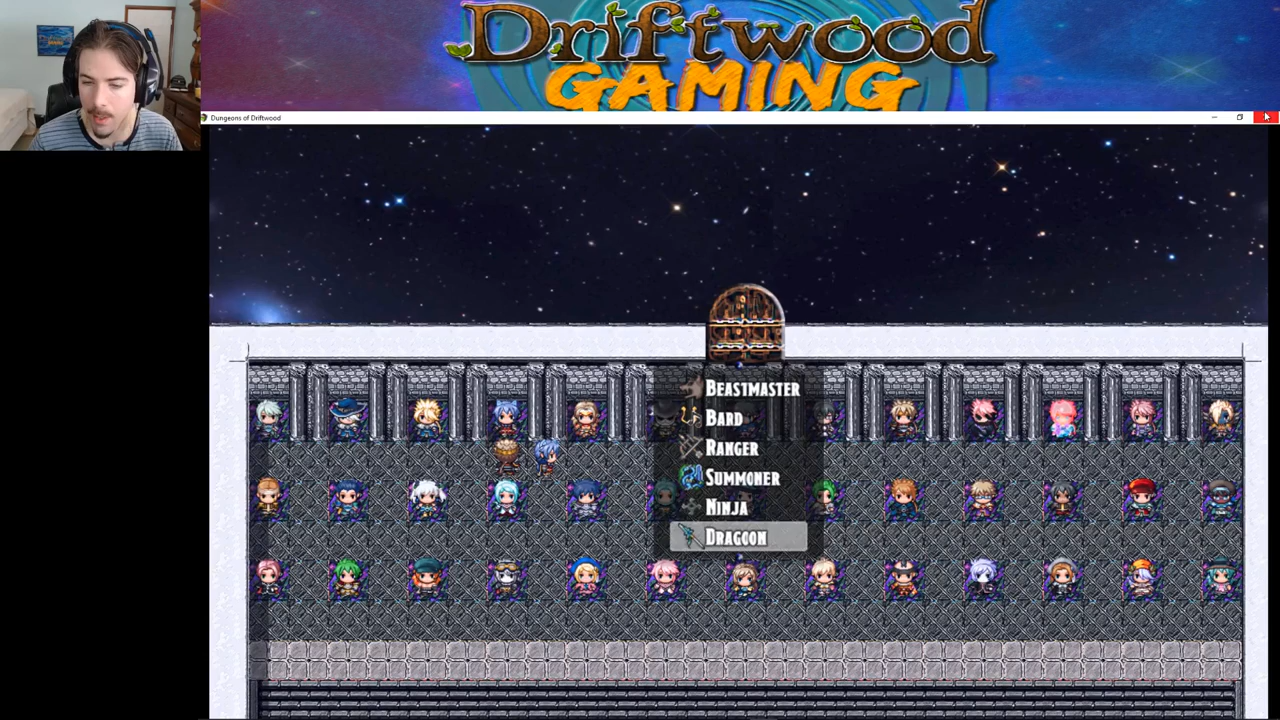 Driftwood
GAMING
Dungeons of Driftwood
BEASTMASTER
BARD
RANGER
SUMMONER
NINJA
DRAGOON